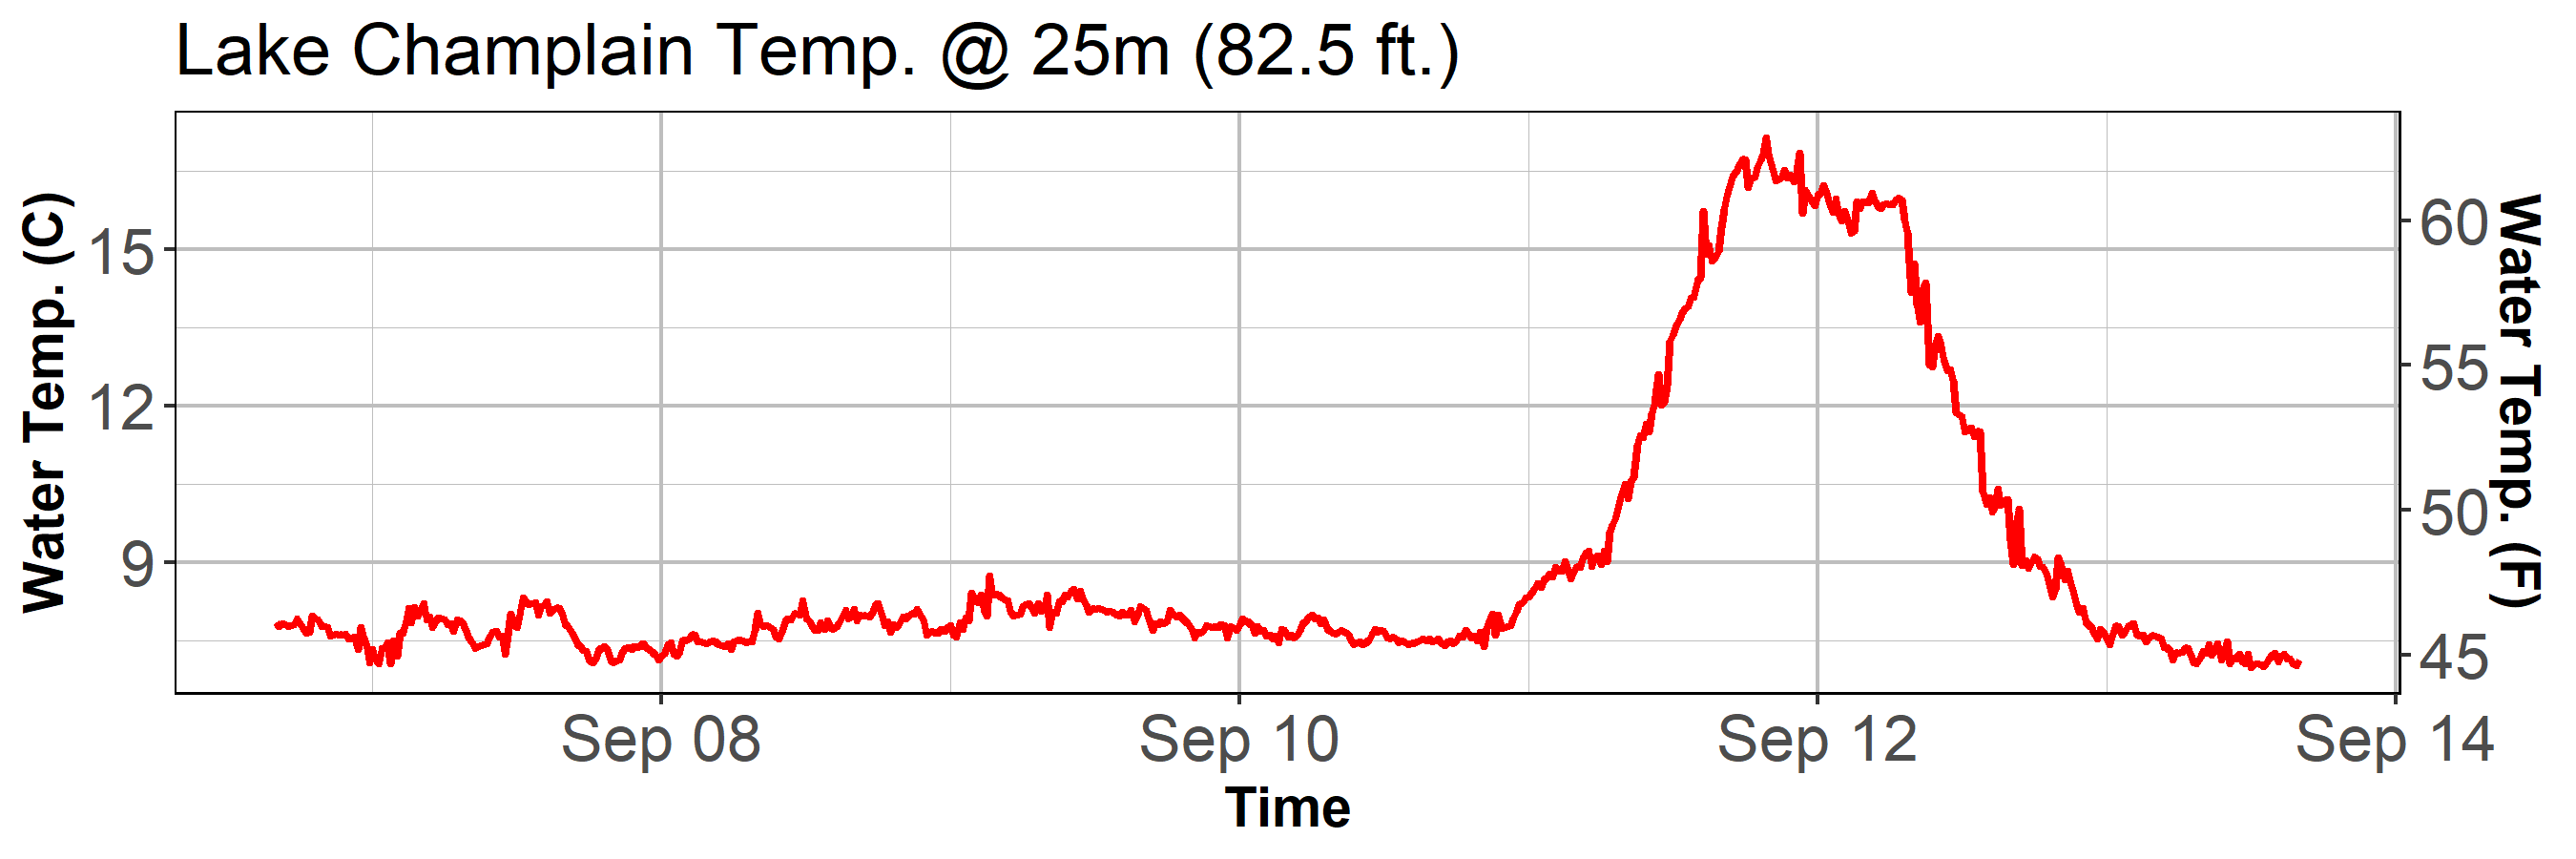 Lake Champlain Temp. @ 25m (82.5 ft.)
Water Temp. (C)
15
12
9
60
55
50
45
Water Temp. (F)
Sep 08 Sep 10 Sep 12 Sep 14
Time